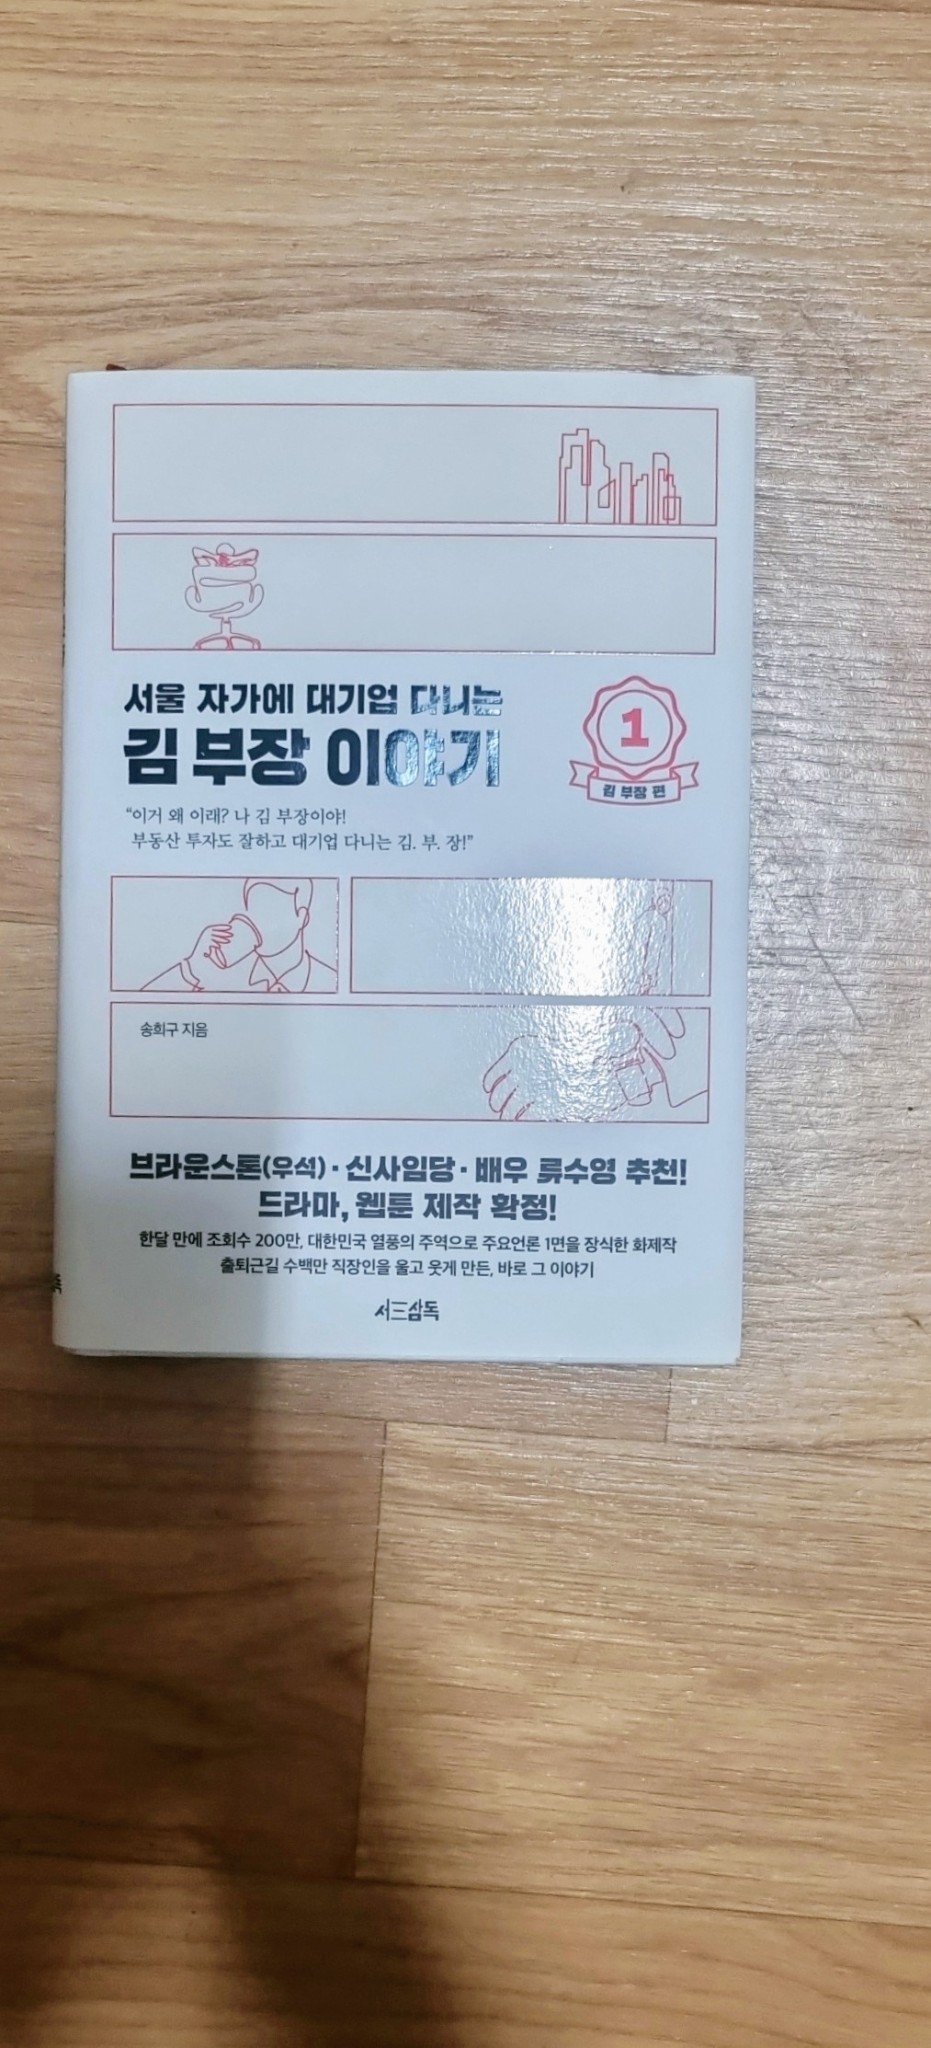 서울 자가에 대기업 다니는
김 부장 이야기
1
김 부장 편
“이거 왜 이래? 나 김 부장이야!
부동산 투자도 잘하고 대기업 다니는 김. 부. 장!”
송희구 지음
브라운스톤(우석)·신사임당·배우 류수영 추천!
드라마, 웹툰 제작 확정!
한달 만에 조회수 200만, 대한민국 열풍의 주역으로 주요언론 1면을 장식한 화제작
출퇴근길 수백만 직장인을 울고 웃게 만든, 바로 그 이야기
서삼독